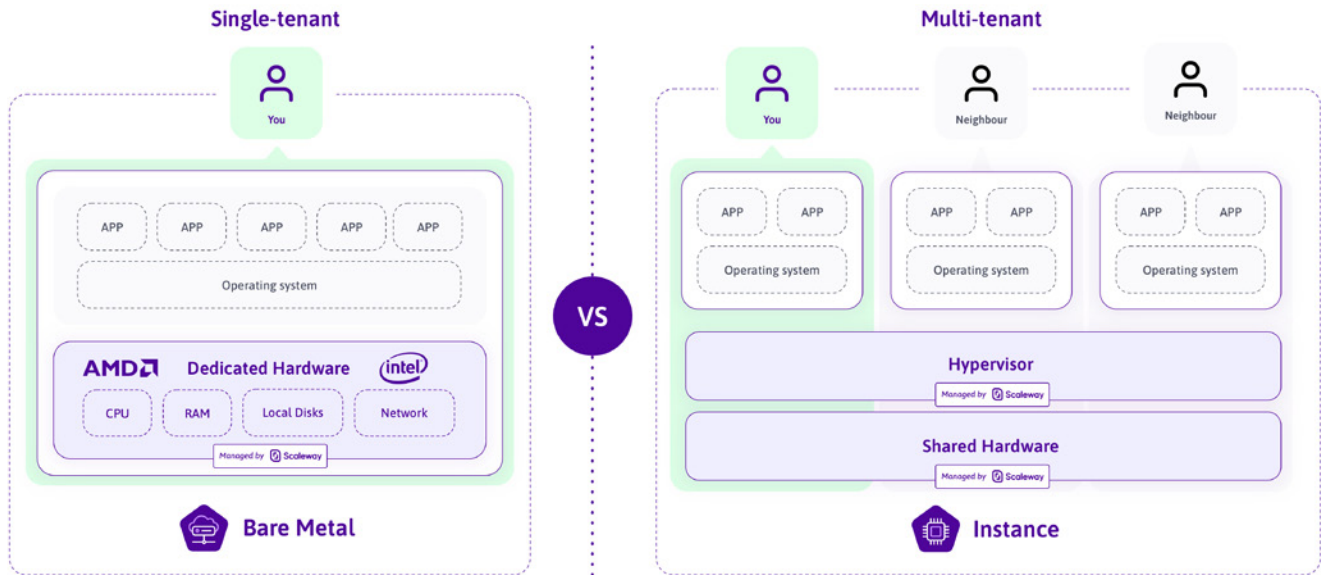 Single-tenant
You
APP APP APP APP APP
Operating system
AMD Dedicated Hardware intel
CPU RAM Local Disks Network
Managed by Scaleway
Bare Metal
VS
Multi-tenant
You Neighbour Neighbour
APP APP APP APP APP APP
Operating system Operating system Operating system
Hypervisor
Managed by Scaleway
Shared Hardware
Managed by Scaleway
Instance